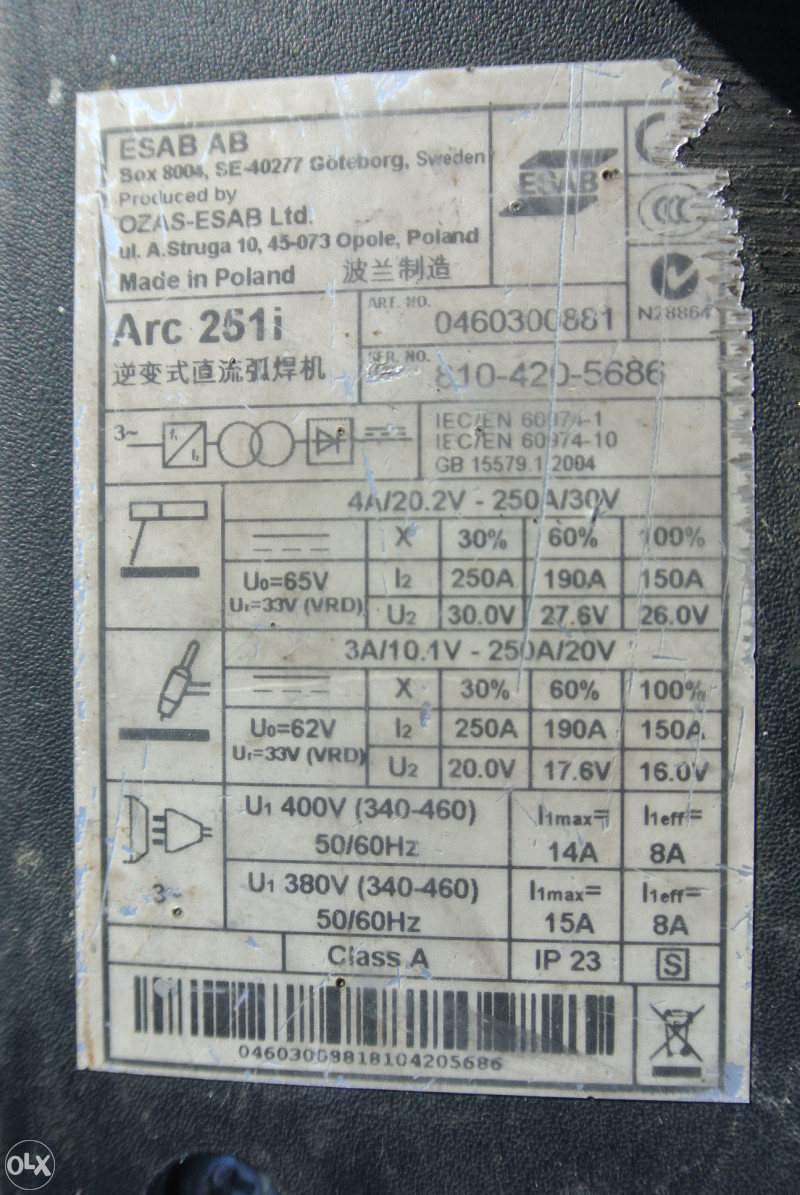 ESAB AB
Box 8004, SE-40277 Göteborg, Sweden
Produced by
OZAS-ESAB Ltd.
ul. A.Struga 10, 45-073 Opole, Poland
Made in Poland 波兰制造
ESAB
CCC
N28864
Arc 251i
逆变式直流弧焊机
ART. NO.
0460300881
SER. NO.
810-420-5686
3~
f₁
f₂
IEC/EN 60974-1
IEC/EN 60974-10
GB 15579.1-2004
4A/20.2V - 250A/30V
X 30% 60% 100%
U₀=65V
Uᵣ=33V (VRD)
I₂ 250A 190A 150A
U₂ 30.0V 27.6V 26.0V
3A/10.1V - 250A/20V
X 30% 60% 100%
U₀=62V
Uᵣ=33V (VRD)
I₂ 250A 190A 150A
U₂ 20.0V 17.6V 16.0V
3~
U₁ 400V (340-460)
50/60Hz
I₁max=
14A
I₁eff=
8A
U₁ 380V (340-460)
50/60Hz
I₁max=
15A
I₁eff=
8A
Class A
IP 23
S
04603008818104205686
OLX